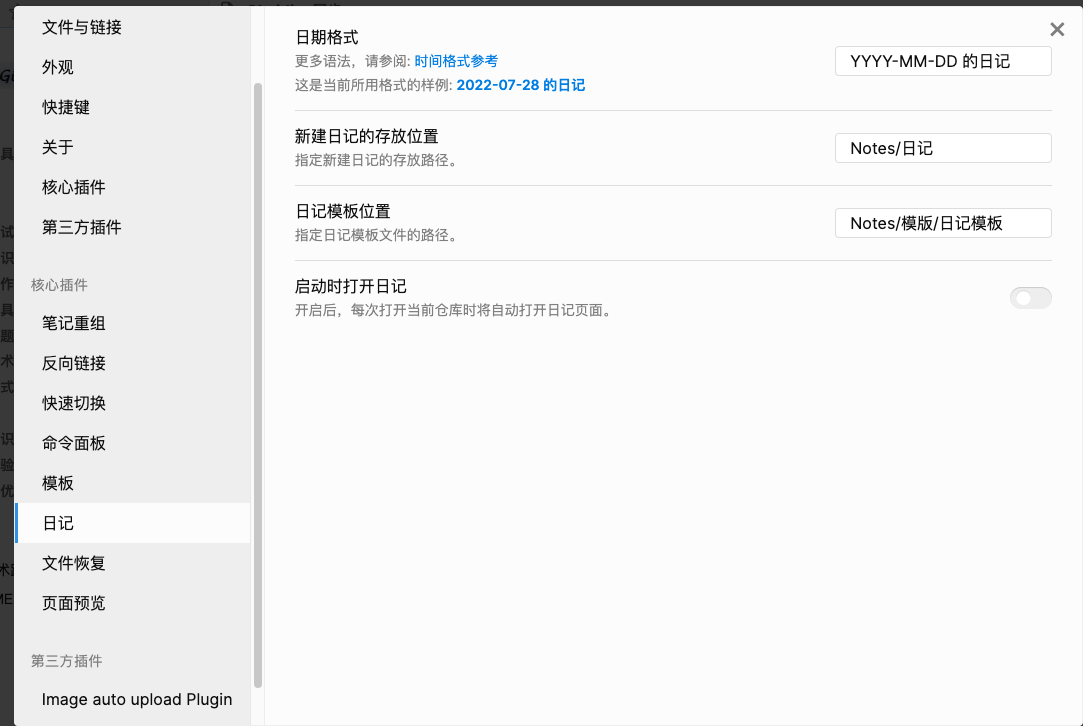 文件与链接
外观
快捷键
关于
核心插件
第三方插件
核心插件
笔记重组
反向链接
快速切换
命令面板
模板
日记
文件恢复
页面预览
第三方插件
Image auto upload Plugin
日期格式
更多语法，请参阅: 时间格式参考
这是当前所用格式的样例: 2022-07-28 的日记
YYYY-MM-DD 的日记
新建日记的存放位置
指定新建日记的存放路径。
Notes/日记
日记模板位置
指定日记模板文件的路径。
Notes/模版/日记模板
启动时打开日记
开启后，每次打开当前仓库时将自动打开日记页面。